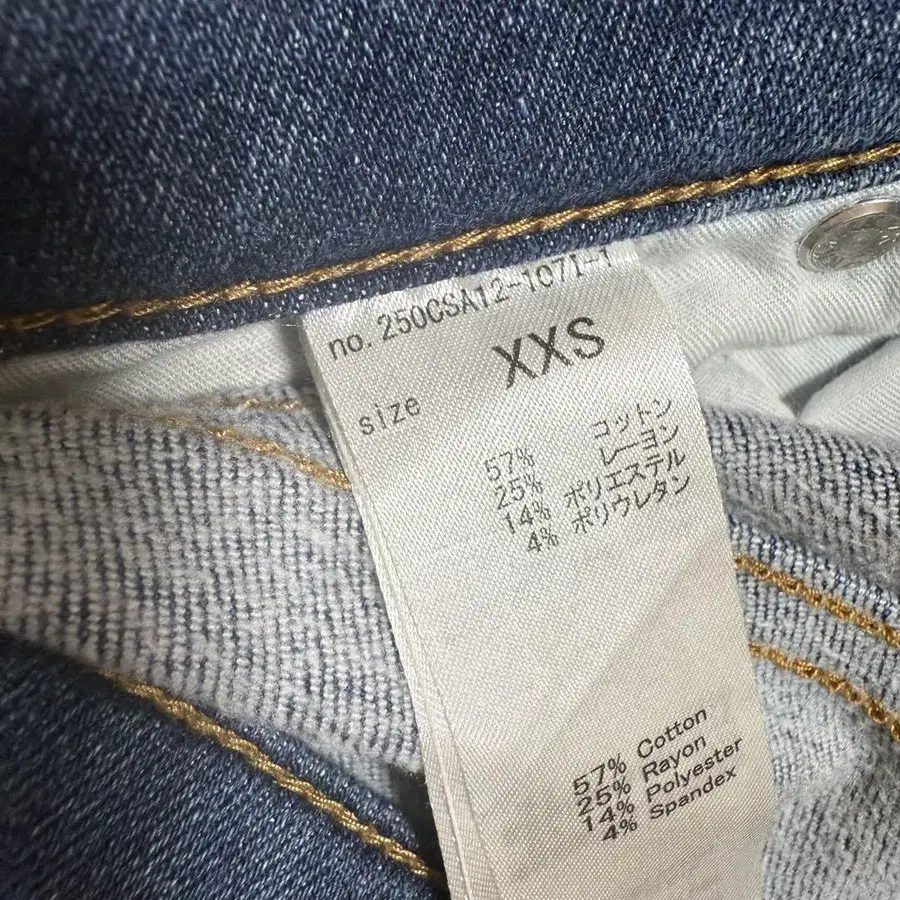 no. 250CSA12-1071-1
size XXS
57% コットン
25% レーヨン
14% ポリエステル
4% ポリウレタン
57% Cotton
25% Rayon
14% Polyester
4% Spandex